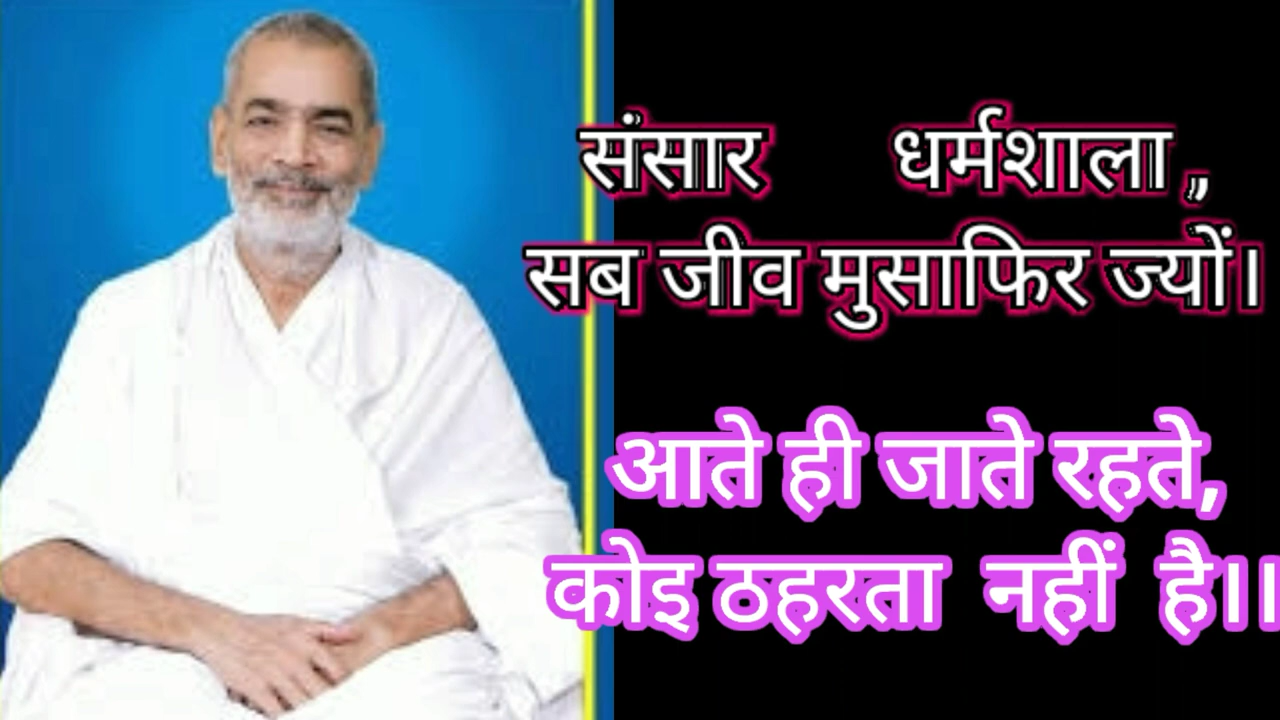 संसार धर्मशाला ,
सब जीव मुसाफिर ज्यों।
आते ही जाते रहते,
कोइ ठहरता नहीं है।।